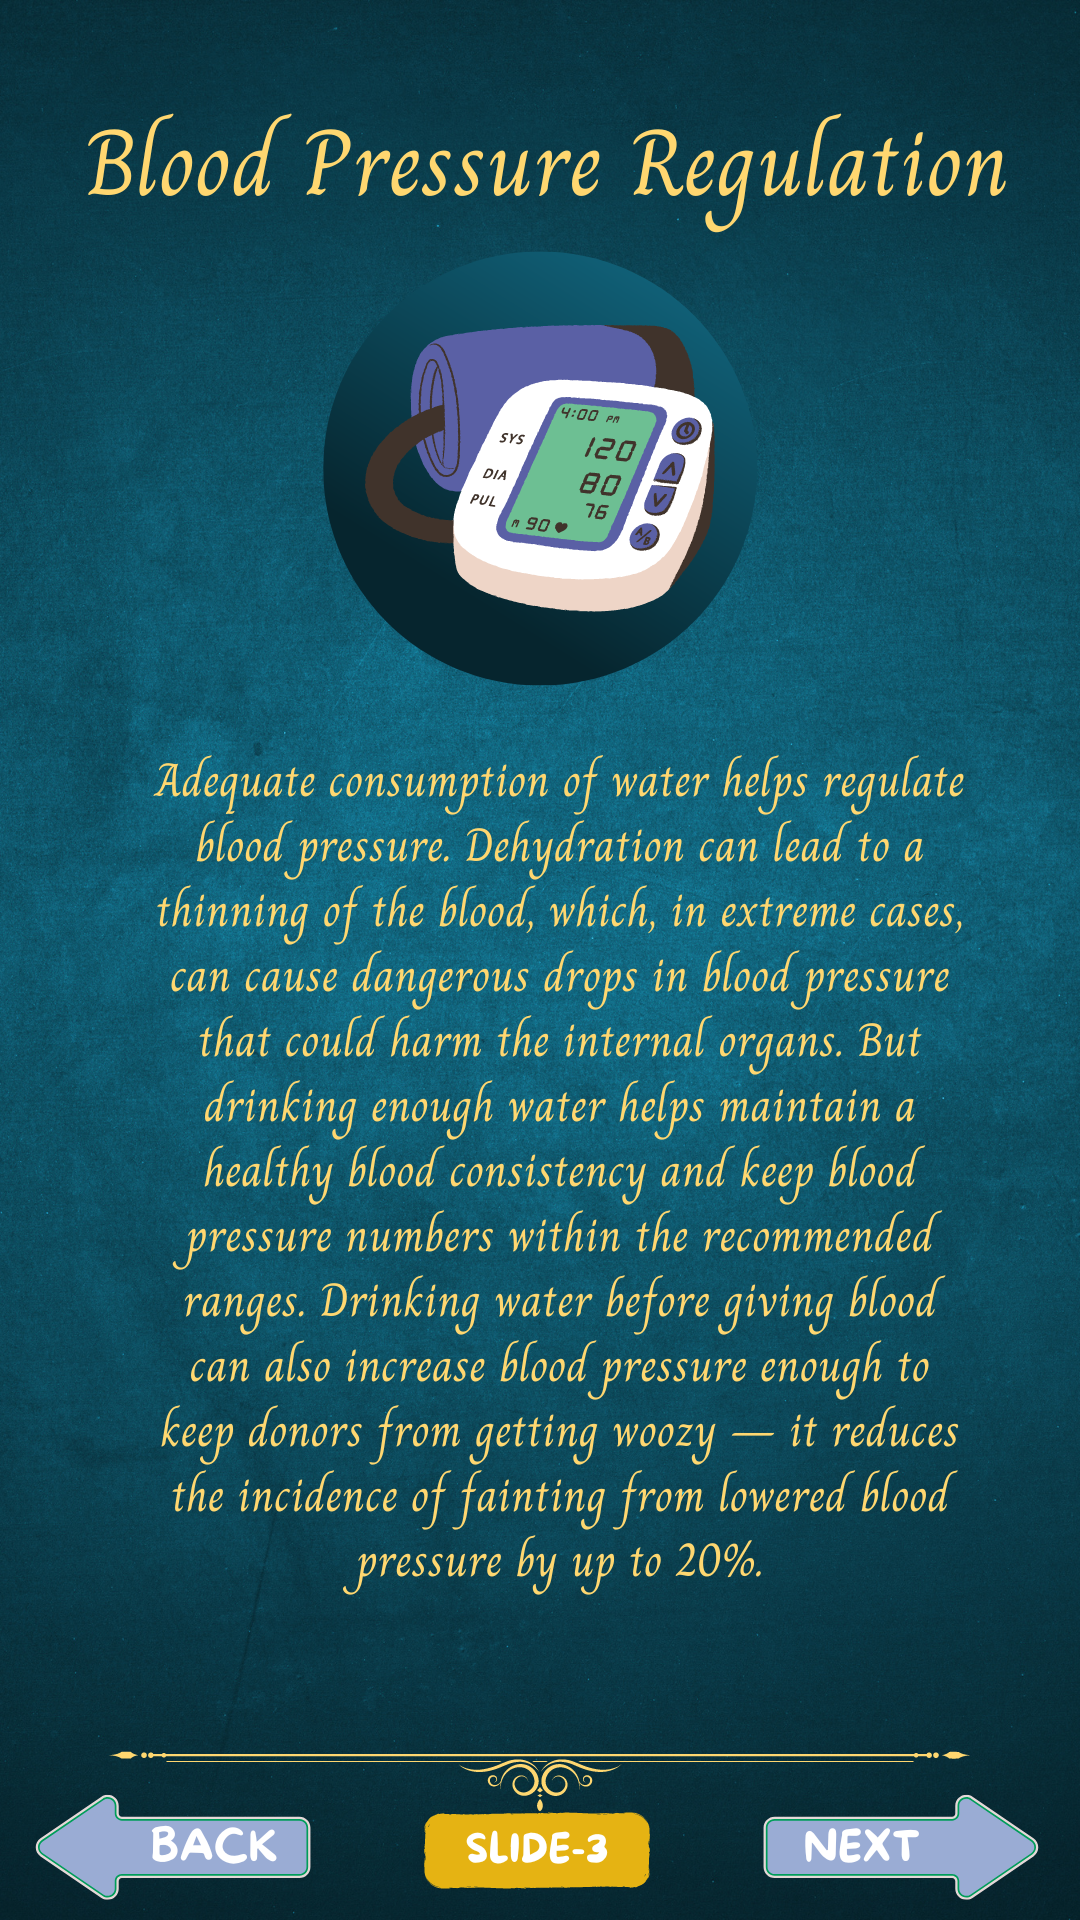 Blood Pressure Regulation
4:00 PM
SYS
120
DIA
80
PUL
76
M 90
A/B
Adequate consumption of water helps regulate
blood pressure. Dehydration can lead to a
thinning of the blood, which, in extreme cases,
can cause dangerous drops in blood pressure
that could harm the internal organs. But
drinking enough water helps maintain a
healthy blood consistency and keep blood
pressure numbers within the recommended
ranges. Drinking water before giving blood
can also increase blood pressure enough to
keep donors from getting woozy — it reduces
the incidence of fainting from lowered blood
pressure by up to 20%.
BACK
SLIDE-3
NEXT